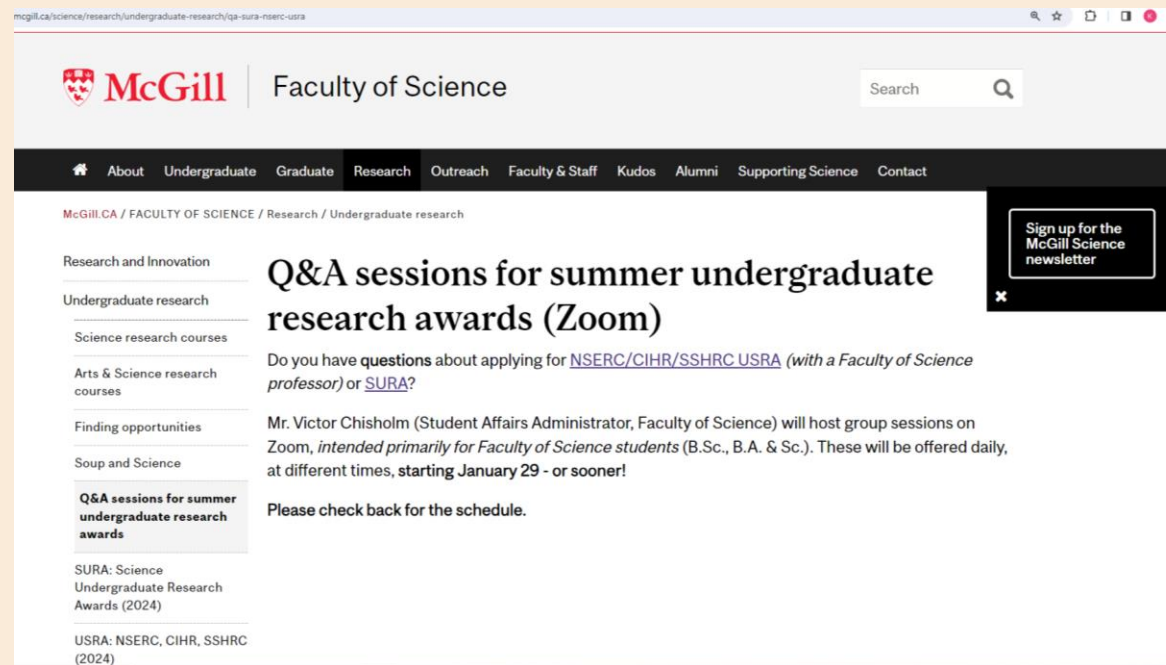 mcgill.ca/science/research/undergraduate-research/qa-sura-nserc-usra
McGill
Faculty of Science
Search
About Undergraduate Graduate Research Outreach Faculty & Staff Kudos Alumni Supporting Science Contact
McGill.CA / FACULTY OF SCIENCE / Research / Undergraduate research
Sign up for the
McGill Science
newsletter
Research and Innovation
Undergraduate research
Science research courses
Arts & Science research
courses
Finding opportunities
Soup and Science
Q&A sessions for summer
undergraduate research
awards
SURA: Science
Undergraduate Research
Awards (2024)
USRA: NSERC, CIHR, SSHRC
(2024)
Q&A sessions for summer undergraduate
research awards (Zoom)
Do you have questions about applying for NSERC/CIHR/SSHRC USRA (with a Faculty of Science
professor) or SURA?
Mr. Victor Chisholm (Student Affairs Administrator, Faculty of Science) will host group sessions on
Zoom, intended primarily for Faculty of Science students (B.Sc., B.A. & Sc.). These will be offered daily,
at different times, starting January 29 - or sooner!
Please check back for the schedule.